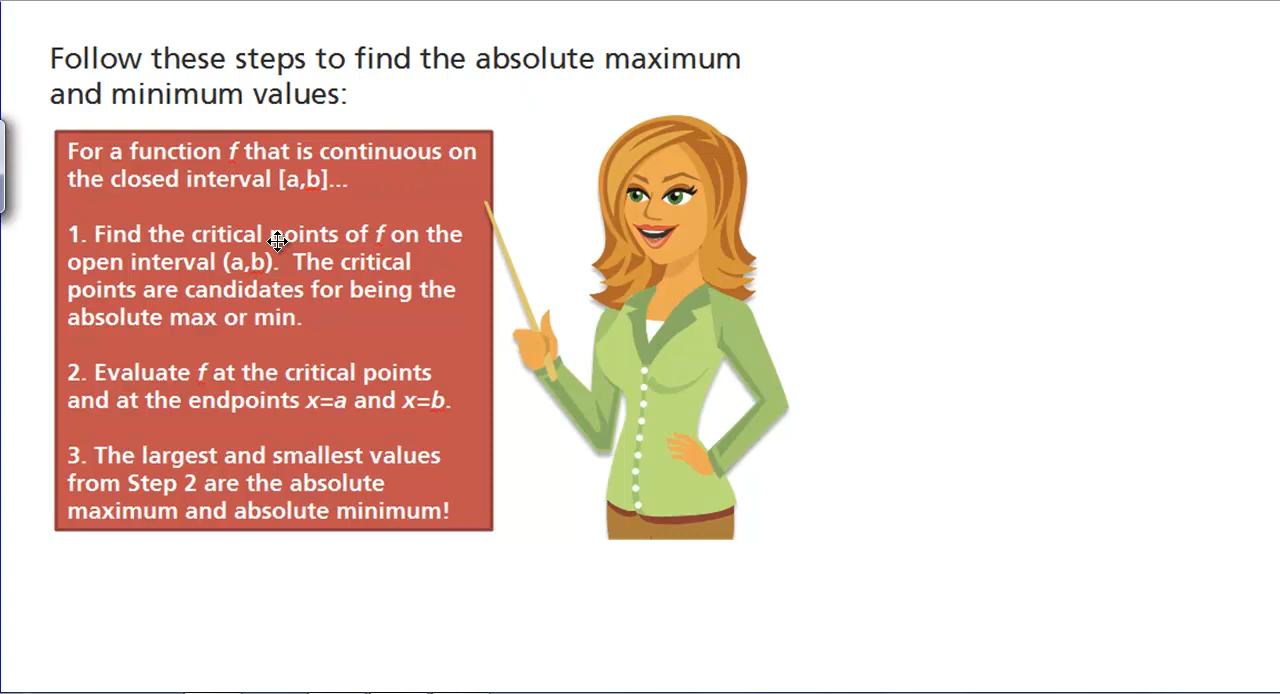 Follow these steps to find the absolute maximum
and minimum values:
For a function f that is continuous on
the closed interval [a,b]...
1. Find the critical points of f on the
open interval (a,b).  The critical
points are candidates for being the
absolute max or min.
2. Evaluate f at the critical points
and at the endpoints x=a and x=b.
3. The largest and smallest values
from Step 2 are the absolute
maximum and absolute minimum!